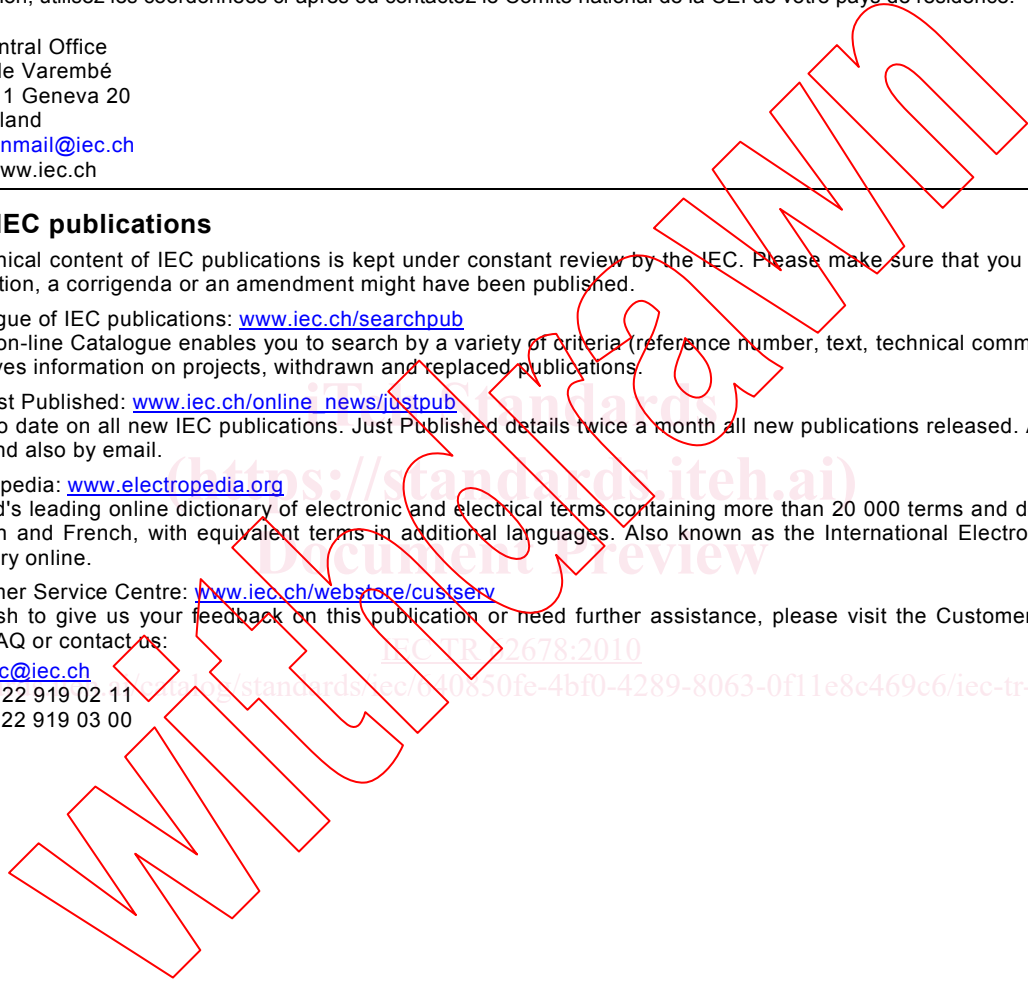 utilisez les coordonnées ci-après ou contactez le Comité national de la CEI de votre pays de résidence.
ntral Office
de Varembé
1 Geneva 20
land
nmail@iec.ch
ww.iec.ch
IEC publications
nical content of IEC publications is kept under constant review by the IEC. Please make sure that you
tion, a corrigenda or an amendment might have been published.
gue of IEC publications: www.iec.ch/searchpub
on-line Catalogue enables you to search by a variety of criteria (reference number, text, technical comm
ves information on projects, withdrawn and replaced publications.
st Published: www.iec.ch/online_news/justpub
o date on all new IEC publications. Just Published details twice a month all new publications released. A
nd also by email.
pedia: www.electropedia.org
d's leading online dictionary of electronic and electrical terms containing more than 20 000 terms and d
n and French, with equivalent terms in additional languages. Also known as the International Electro
ry online.
mer Service Centre: www.iec.ch/webstore/custserv
sh to give us your feedback on this publication or need further assistance, please visit the Customer
AQ or contact us:
c@iec.ch
22 919 02 11
22 919 03 00
iTeh Standards
(https://standards.iteh.ai)
Document Preview
IEC TR 62678:2010
catalog/standards/iec/640850fe-4bf0-4289-8063-0f11e8c469c6/iec-tr-
withdrawn